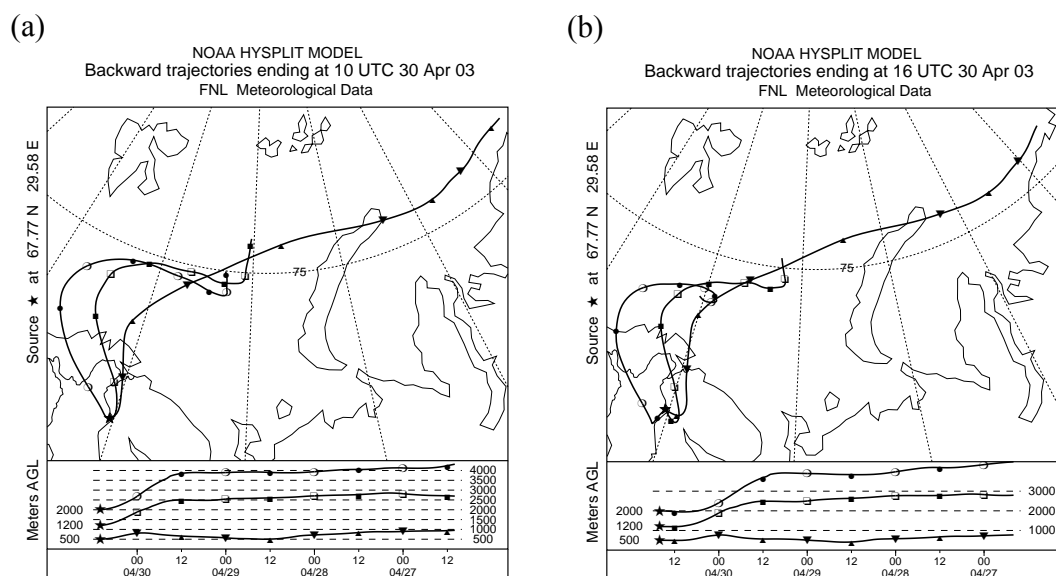 (a)
NOAA HYSPLIT MODEL
Backward trajectories ending at 10 UTC 30 Apr 03
FNL Meteorological Data
Source ★ at 67.77 N 29.58 E
75
Meters AGL
2000
1200
500
4000
3500
3000
2500
2000
1500
1000
500
00 12 00 12 00 12 00 12
04/30 04/29 04/28 04/27
(b)
NOAA HYSPLIT MODEL
Backward trajectories ending at 16 UTC 30 Apr 03
FNL Meteorological Data
Source ★ at 67.77 N 29.58 E
75
Meters AGL
2000
1200
500
3000
2000
1000
12 00 12 00 12 00 12 00
04/30 04/29 04/28 04/27